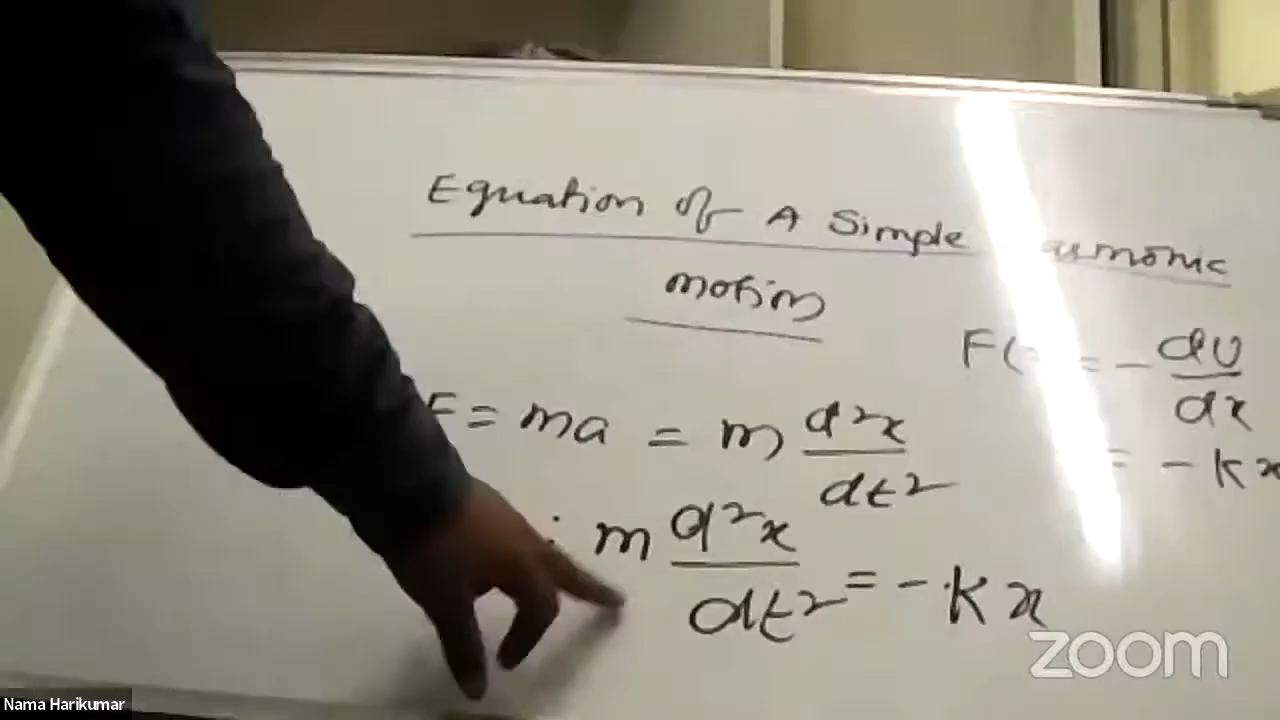 Equation of A Simple
motion
F = - dU/dx
F = ma = m d²x/dt²
= - kx
m d²x/dt² = - kx
zoom
Nama Harikumar